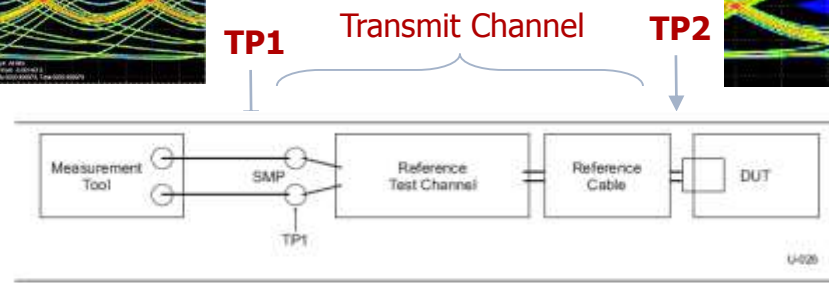 TP1
Transmit Channel
TP2
Measurement
Tool
SMP
Reference
Test Channel
Reference
Cable
DUT
TP1
U-026